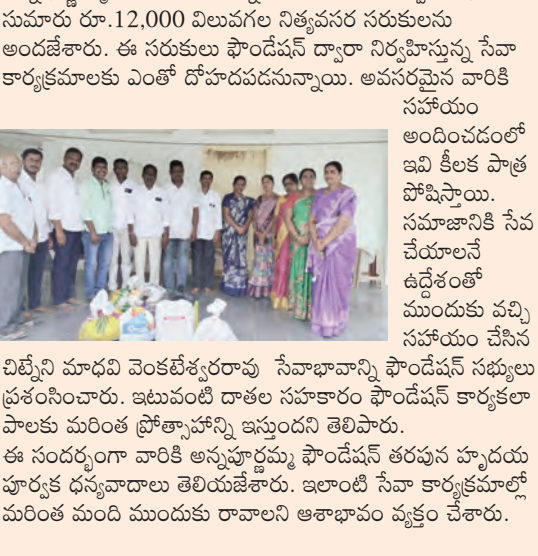 సుమారు రూ.12,000 విలువగల నిత్యవసర సరుకులను
అందజేశారు. ఈ సరుకులు ఫౌండేషన్ ద్వారా నిర్వహిస్తున్న సేవా
కార్యక్రమాలకు ఎంతో దోహదపడనున్నాయి. అవసరమైన వారికి
సహాయం
అందించడంలో
ఇవి కీలక పాత్ర
పోషిస్తాయి.
సమాజానికి సేవ
చేయాలనే
ఉద్దేశంతో
ముందుకు వచ్చి
సహాయం చేసిన
చిట్నేని మాధవి వెంకటేశ్వరరావు సేవాభావాన్ని ఫౌండేషన్ సభ్యులు
ప్రశంసించారు. ఇటువంటి దాతల సహకారం ఫౌండేషన్ కార్యకలా
పాలకు మరింత ప్రోత్సాహాన్ని ఇస్తుందని తెలిపారు.
ఈ సందర్భంగా వారికి అన్నపూర్ణమ్మ ఫౌండేషన్ తరపున హృదయ
పూర్వక ధన్యవాదాలు తెలియజేశారు. ఇలాంటి సేవా కార్యక్రమాల్లో
మరింత మంది ముందుకు రావాలని ఆశాభావం వ్యక్తం చేశారు.